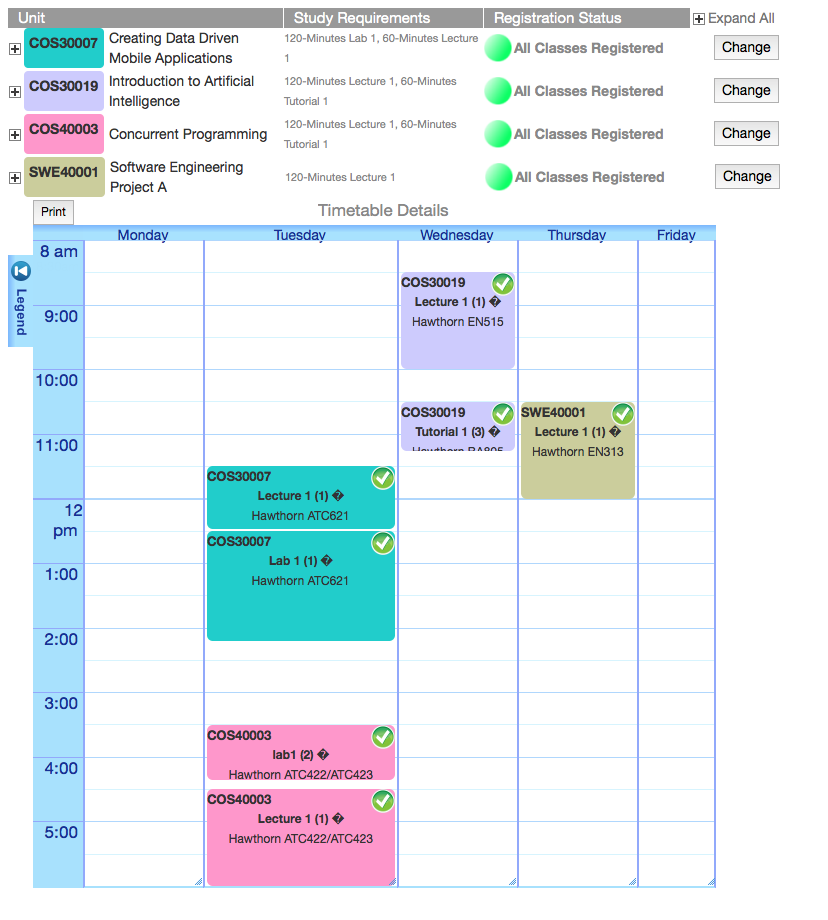 Unit Study Requirements Registration Status Expand All
COS30007 Creating Data Driven Mobile Applications 120-Minutes Lab 1, 60-Minutes Lecture 1 All Classes Registered Change
COS30019 Introduction to Artificial Intelligence 120-Minutes Lecture 1, 60-Minutes Tutorial 1 All Classes Registered Change
COS40003 Concurrent Programming 120-Minutes Lecture 1, 60-Minutes Tutorial 1 All Classes Registered Change
SWE40001 Software Engineering Project A 120-Minutes Lecture 1 All Classes Registered Change
Print Timetable Details
Monday Tuesday Wednesday Thursday Friday
Legend
8 am
9:00
10:00
11:00
12 pm
1:00
2:00
3:00
4:00
5:00
COS30007
Lecture 1 (1) �
Hawthorn ATC621
COS30007
Lab 1 (1) �
Hawthorn ATC621
COS40003
lab1 (2) �
Hawthorn ATC422/ATC423
COS40003
Lecture 1 (1) �
Hawthorn ATC422/ATC423
COS30019
Lecture 1 (1) �
Hawthorn EN515
COS30019
Tutorial 1 (3) �
Hawthorn
SWE40001
Lecture 1 (1) �
Hawthorn EN313